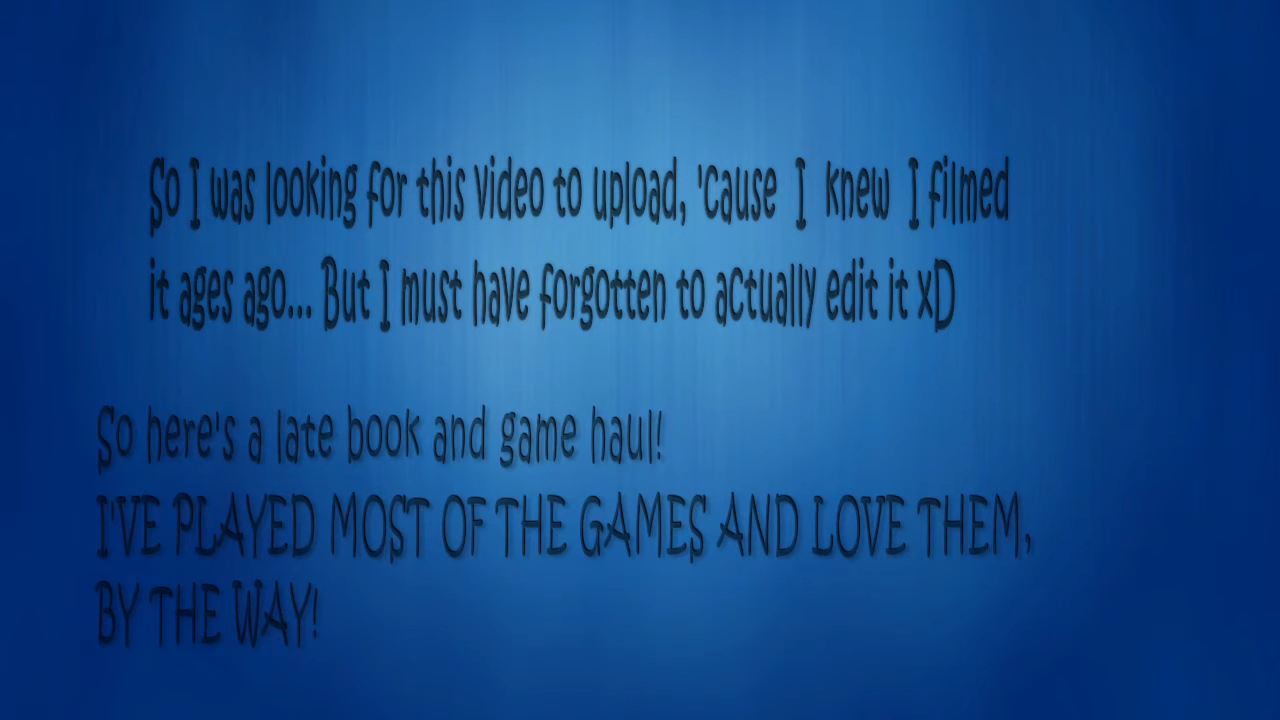 So I was looking for this video to upload, 'cause I knew I filmed
it ages ago... But I must have forgotten to actually edit it xD
So here's a late book and game haul!
I'VE PLAYED MOST OF THE GAMES AND LOVE THEM,
BY THE WAY!